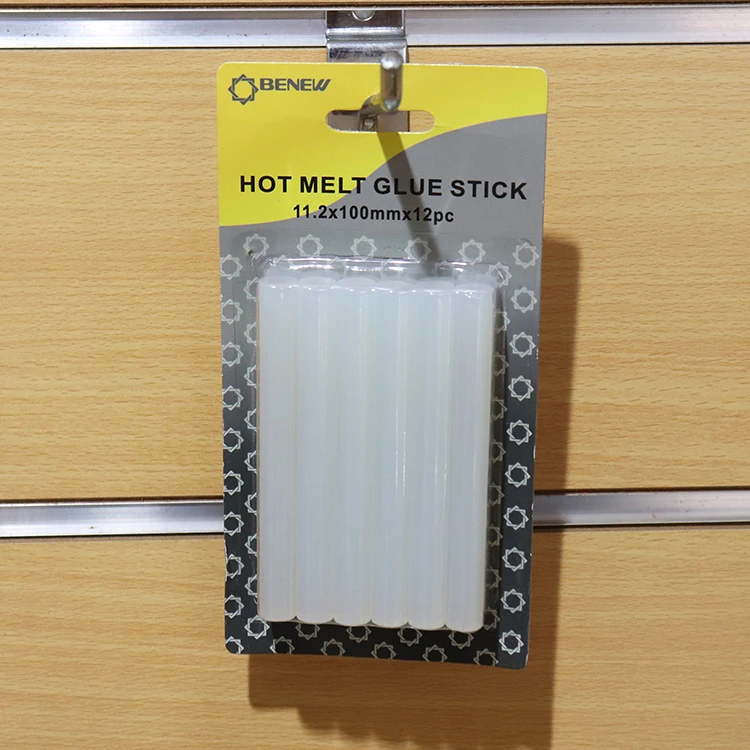 BENEW
HOT MELT GLUE STICK
11.2x100mmx12pc